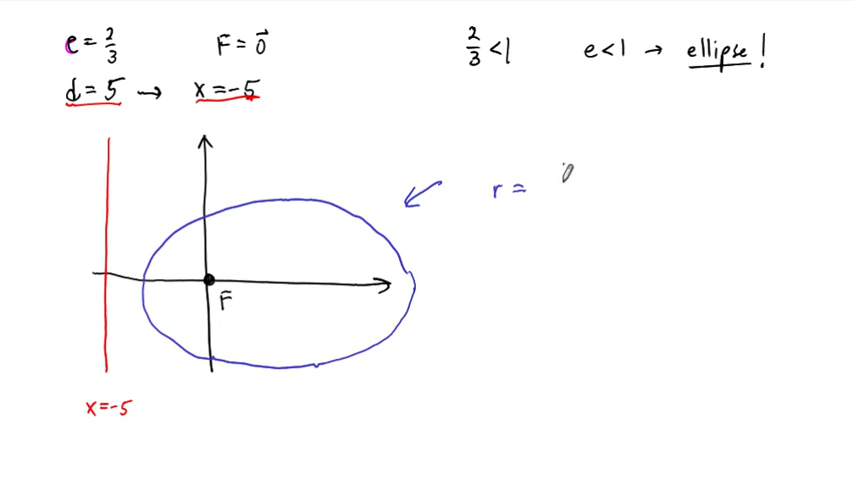 e = 2/3 F̄ = 0⃗ 2/3 < 1 e < 1 → ellipse!
d = 5 → x = -5
r =
F̄
x = -5